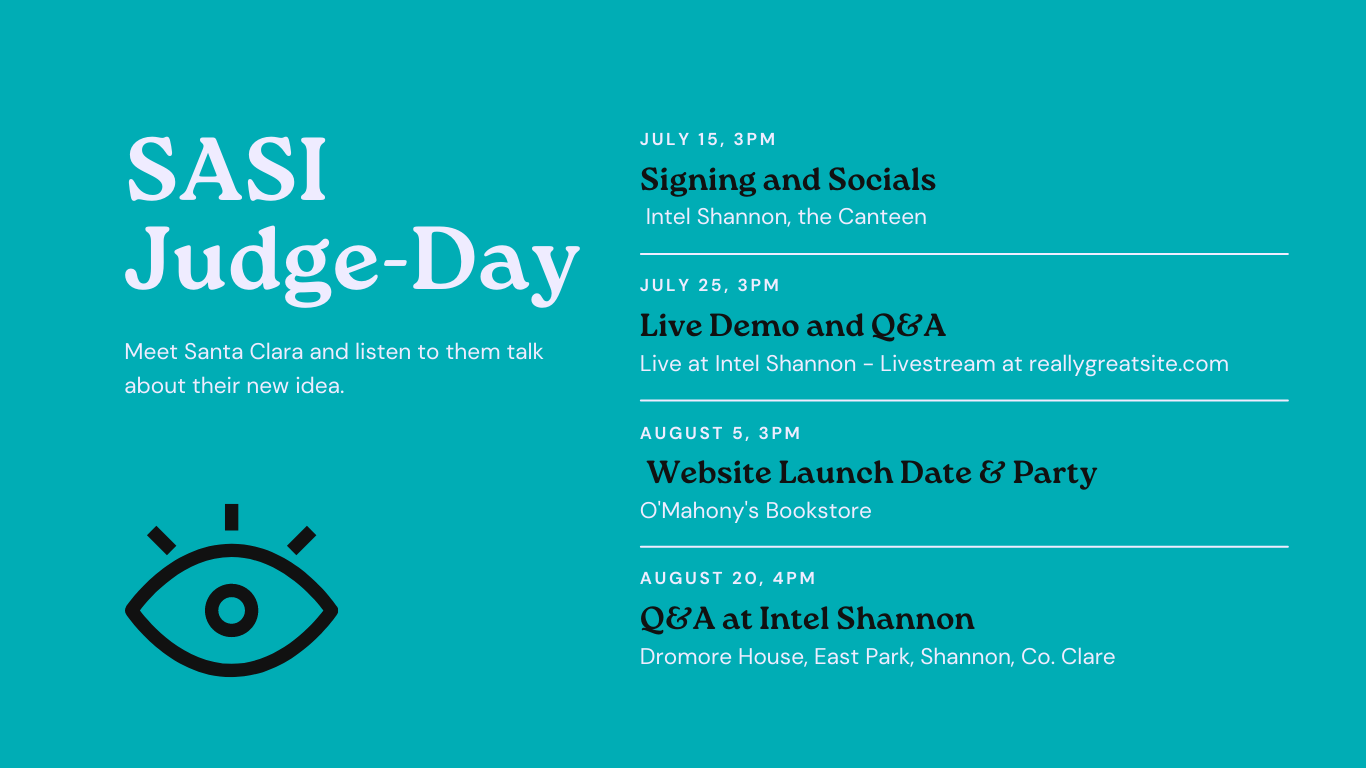 SASI
Judge-Day
Meet Santa Clara and listen to them talk
about their new idea.
JULY 15, 3PM
Signing and Socials
Intel Shannon, the Canteen
JULY 25, 3PM
Live Demo and Q&A
Live at Intel Shannon - Livestream at reallygreatsite.com
AUGUST 5, 3PM
Website Launch Date & Party
O'Mahony's Bookstore
AUGUST 20, 4PM
Q&A at Intel Shannon
Dromore House, East Park, Shannon, Co. Clare